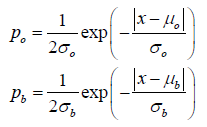 p_o = \frac{1}{2\sigma_o} \exp\left(-\frac{|x - \mu_o|}{\sigma_o}\right)
p_b = \frac{1}{2\sigma_b} \exp\left(-\frac{|x - \mu_b|}{\sigma_b}\right)